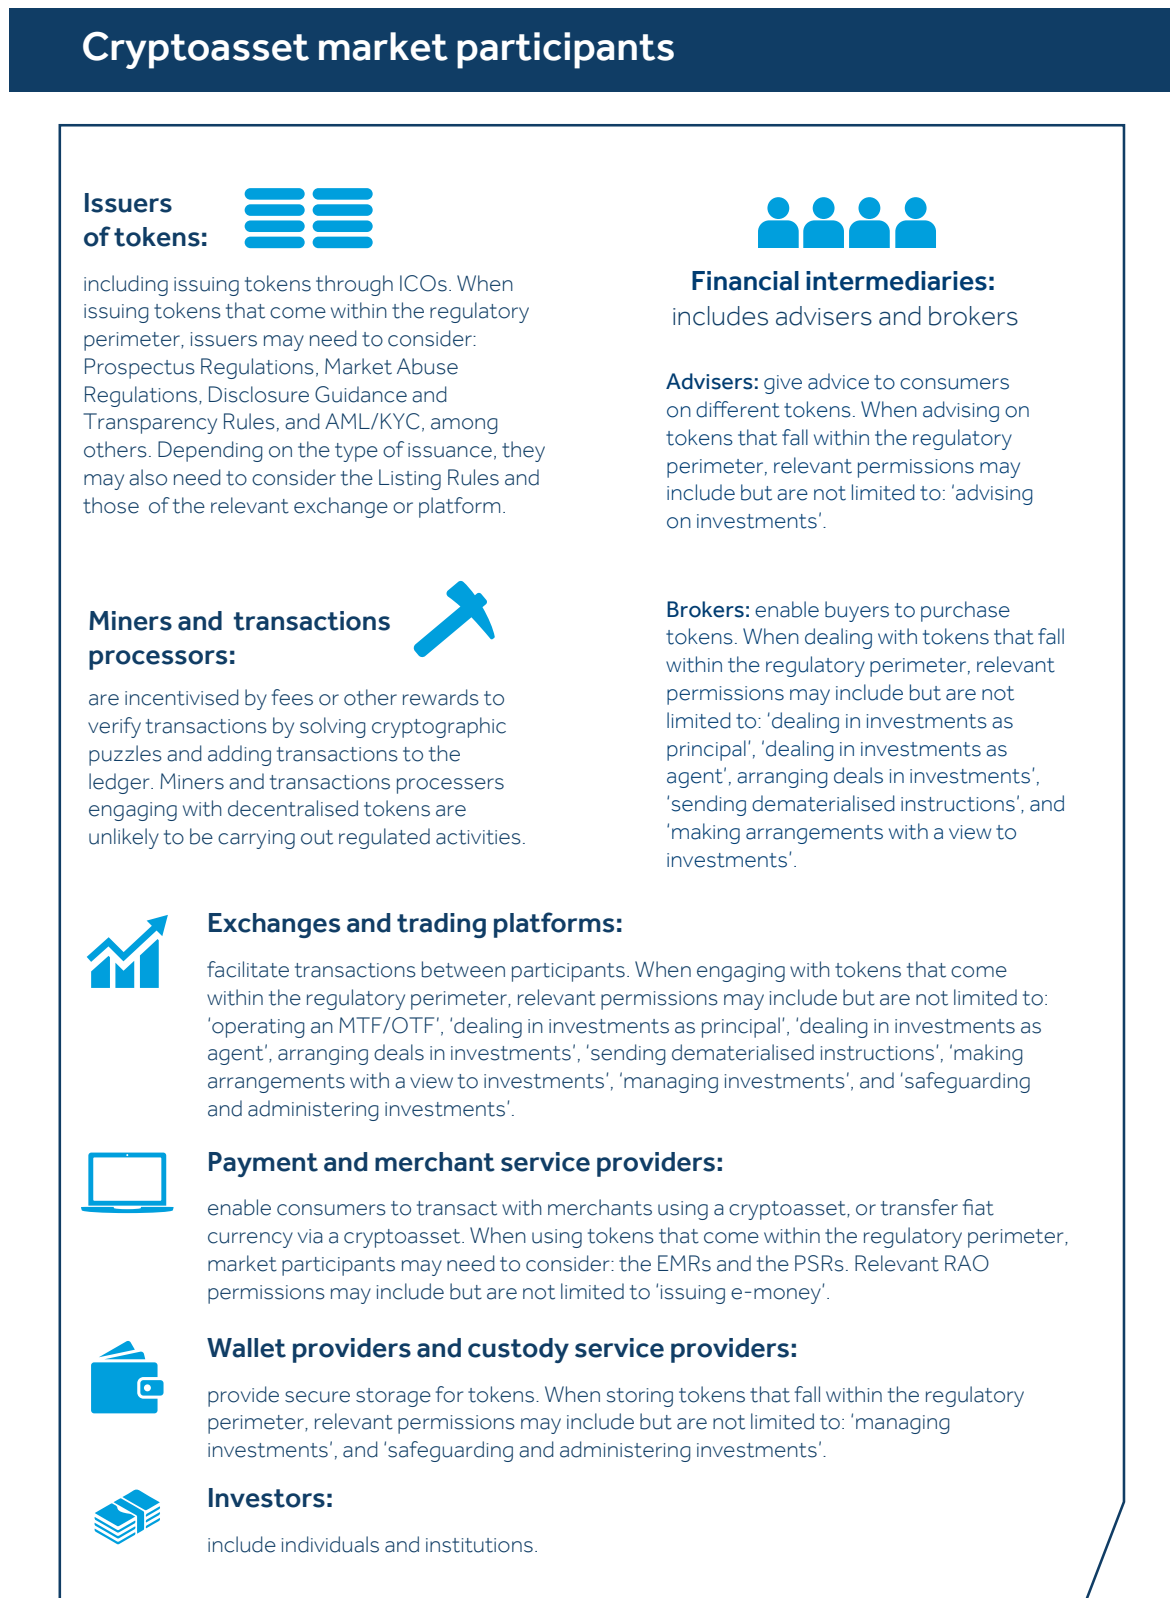 Cryptoasset market participants
Issuers
of tokens:
including issuing tokens through ICOs. When
issuing tokens that come within the regulatory
perimeter, issuers may need to consider:
Prospectus Regulations, Market Abuse
Regulations, Disclosure Guidance and
Transparency Rules, and AML/KYC, among
others. Depending on the type of issuance, they
may also need to consider the Listing Rules and
those of the relevant exchange or platform.
Financial intermediaries:
includes advisers and brokers
Advisers: give advice to consumers
on different tokens. When advising on
tokens that fall within the regulatory
perimeter, relevant permissions may
include but are not limited to: ‘advising
on investments’.
Miners and transactions
processors:
are incentivised by fees or other rewards to
verify transactions by solving cryptographic
puzzles and adding transactions to the
ledger. Miners and transactions processers
engaging with decentralised tokens are
unlikely to be carrying out regulated activities.
Brokers: enable buyers to purchase
tokens. When dealing with tokens that fall
within the regulatory perimeter, relevant
permissions may include but are not
limited to: ‘dealing in investments as
principal’, ‘dealing in investments as
agent’, arranging deals in investments’,
‘sending dematerialised instructions’, and
‘making arrangements with a view to
investments’.
Exchanges and trading platforms:
facilitate transactions between participants. When engaging with tokens that come
within the regulatory perimeter, relevant permissions may include but are not limited to:
‘operating an MTF/OTF’, ‘dealing in investments as principal’, ‘dealing in investments as
agent’, arranging deals in investments’, ‘sending dematerialised instructions’, ‘making
arrangements with a view to investments’, ‘managing investments’, and ‘safeguarding
and administering investments’.
Payment and merchant service providers:
enable consumers to transact with merchants using a cryptoasset, or transfer fiat
currency via a cryptoasset. When using tokens that come within the regulatory perimeter,
market participants may need to consider: the EMRs and the PSRs. Relevant RAO
permissions may include but are not limited to ‘issuing e-money’.
Wallet providers and custody service providers:
provide secure storage for tokens. When storing tokens that fall within the regulatory
perimeter, relevant permissions may include but are not limited to: ‘managing
investments’, and ‘safeguarding and administering investments’.
Investors:
include individuals and institutions.